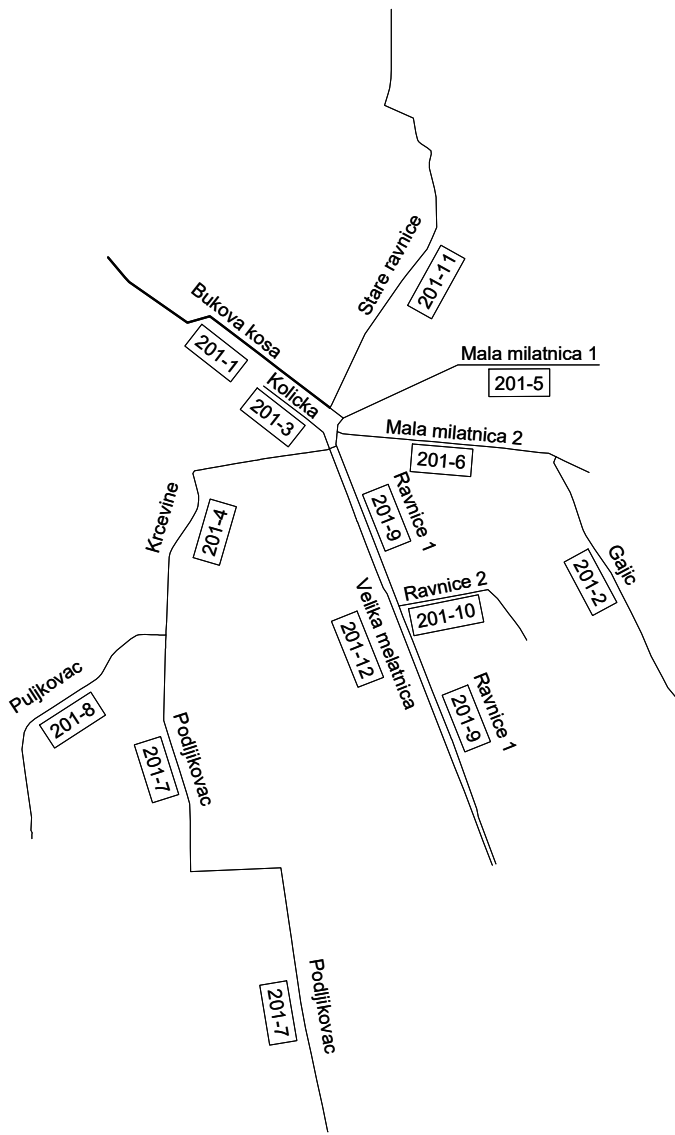 Stare ravnice
201-11
Bukova kosa
201-1
Kolicka
201-3
Mala milatnica 1
201-5
Mala milatnica 2
201-6
Krcevine
201-4
Ravnice 1
201-9
Gajic
201-2
Ravnice 2
201-10
Velika melatnica
201-12
Puljkovac
201-8
Ravnice 1
201-9
Podljikovac
201-7
Podljikovac
201-7